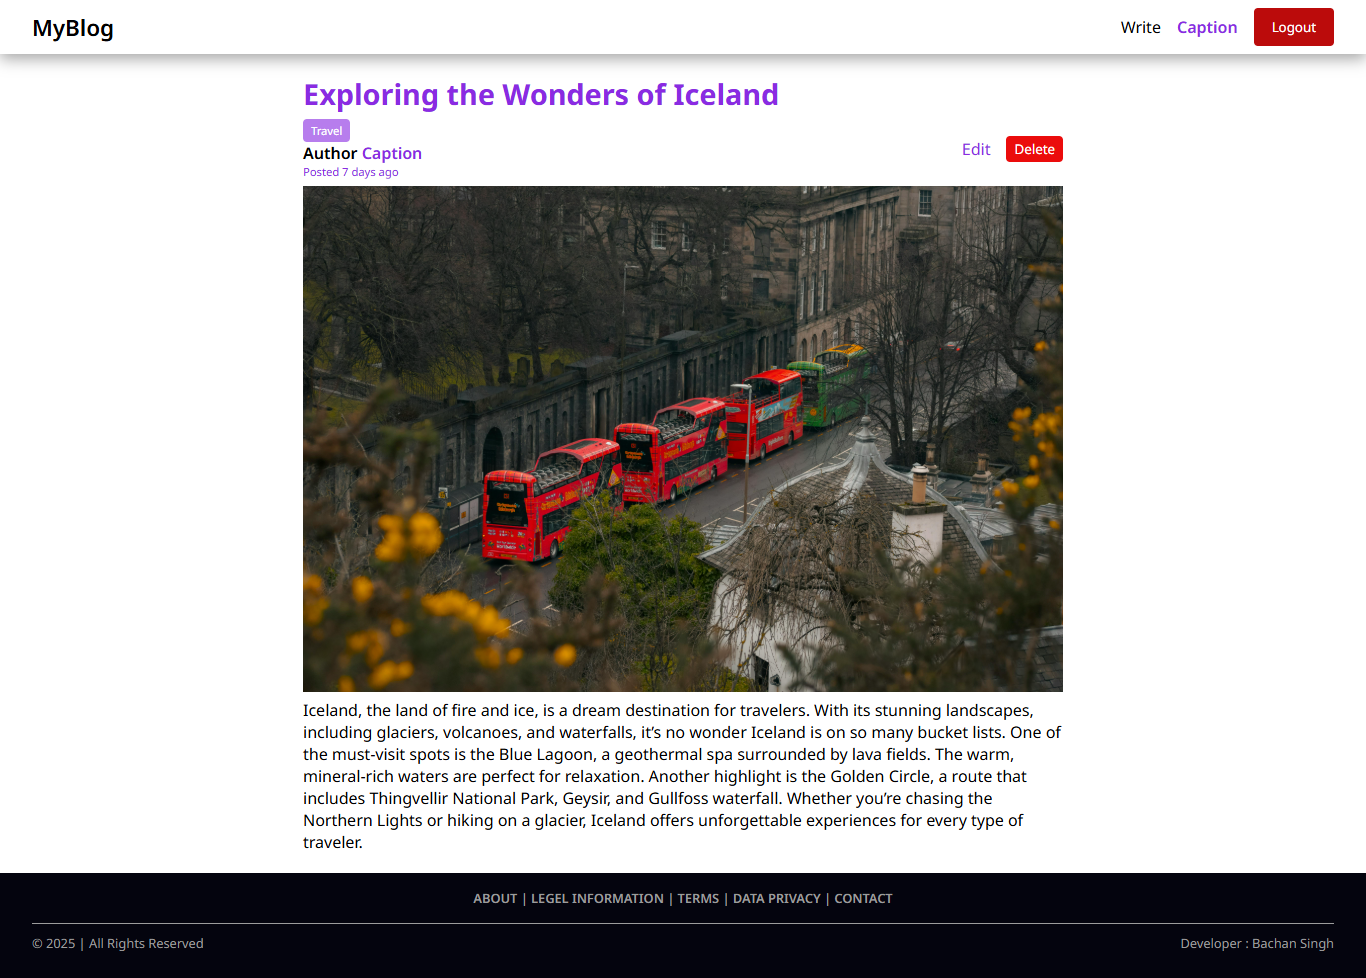 MyBlog
Write Caption Logout
Exploring the Wonders of Iceland
Travel
Author Caption
Edit Delete
Posted 7 days ago
Iceland, the land of fire and ice, is a dream destination for travelers. With its stunning landscapes,
including glaciers, volcanoes, and waterfalls, it’s no wonder Iceland is on so many bucket lists. One of
the must-visit spots is the Blue Lagoon, a geothermal spa surrounded by lava fields. The warm,
mineral-rich waters are perfect for relaxation. Another highlight is the Golden Circle, a route that
includes Thingvellir National Park, Geysir, and Gullfoss waterfall. Whether you’re chasing the
Northern Lights or hiking on a glacier, Iceland offers unforgettable experiences for every type of
traveler.
ABOUT | LEGEL INFORMATION | TERMS | DATA PRIVACY | CONTACT
© 2025 | All Rights Reserved
Developer : Bachan Singh